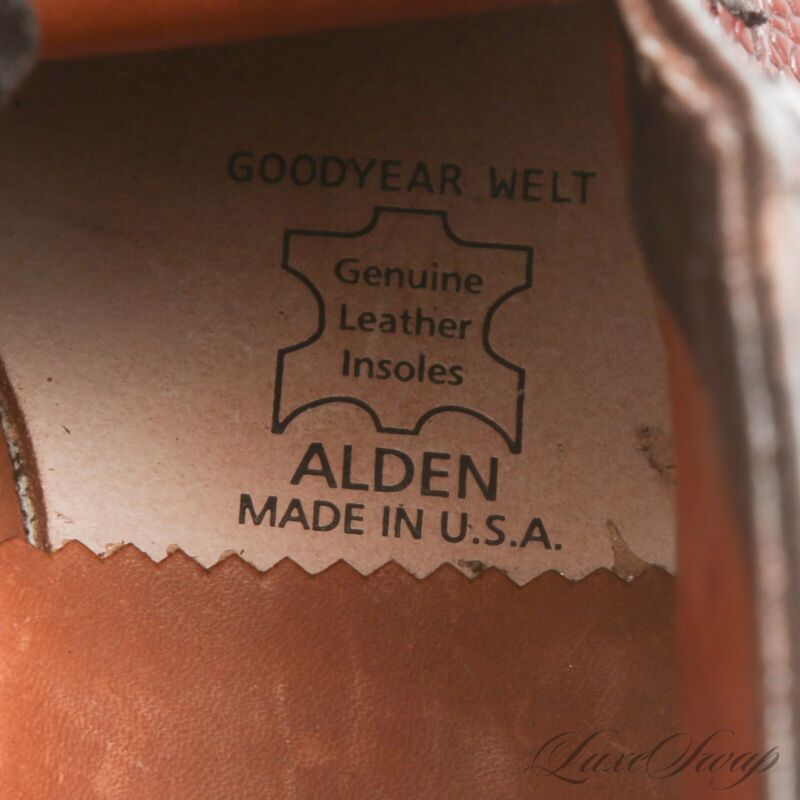 GOODYEAR WELT
Genuine
Leather
Insoles
ALDEN
MADE IN U.S.A.
LuxeSwap